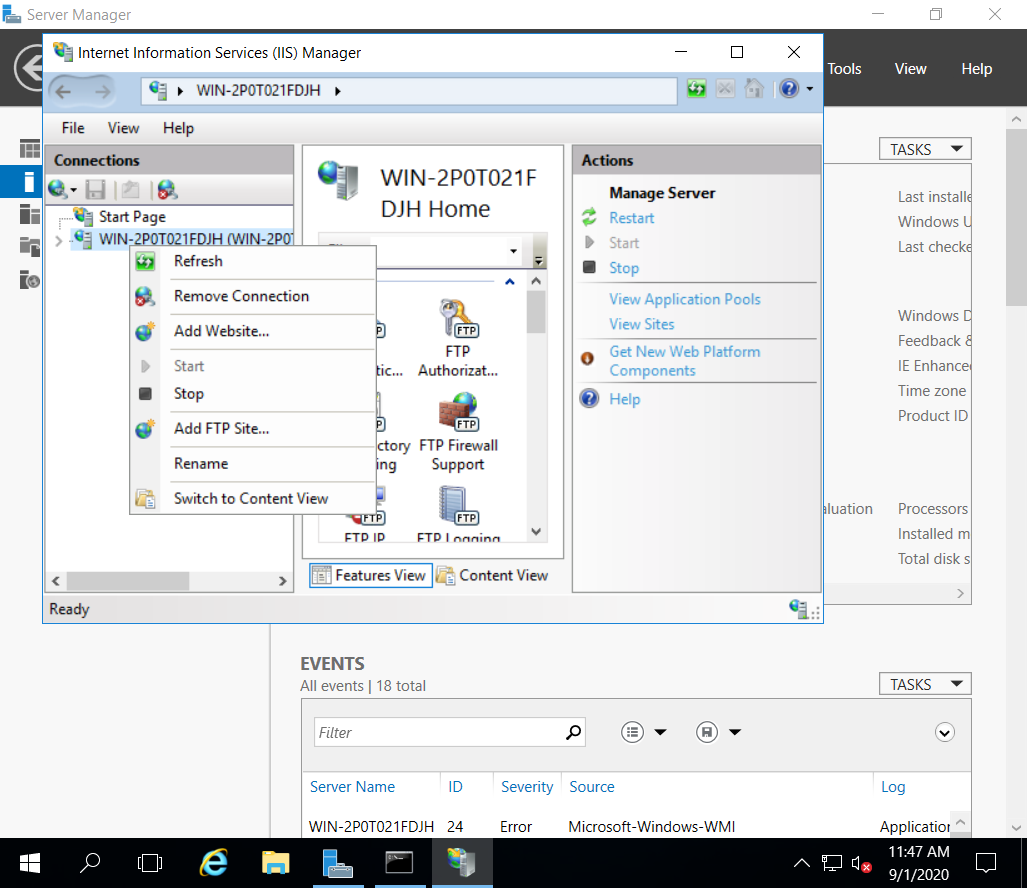 Server Manager
Tools
View
Help
Internet Information Services (IIS) Manager
WIN-2P0T021FDJH
File
View
Help
Connections
Start Page
WIN-2P0T021FDJH (WIN-2P0T
Refresh
Remove Connection
Add Website...
Start
Stop
Add FTP Site...
Rename
Switch to Content View
WIN-2P0T021F
DJH Home
FTP
FTP
Authorizat...
FTP
FTP Firewall
Support
FTP
FTP
FTP IP
FTP Logging
Features View
Content View
Actions
Manage Server
Restart
Start
Stop
View Application Pools
View Sites
Get New Web Platform
Components
Help
Ready
TASKS
Last installe
Windows U
Last checke
Windows D
Feedback &
IE Enhance
Time zone
Product ID
Processors
Installed m
Total disk s
EVENTS
All events | 18 total
TASKS
Filter
Server Name
ID
Severity
Source
Log
WIN-2P0T021FDJH
24
Error
Microsoft-Windows-WMI
Application
11:47 AM
9/1/2020